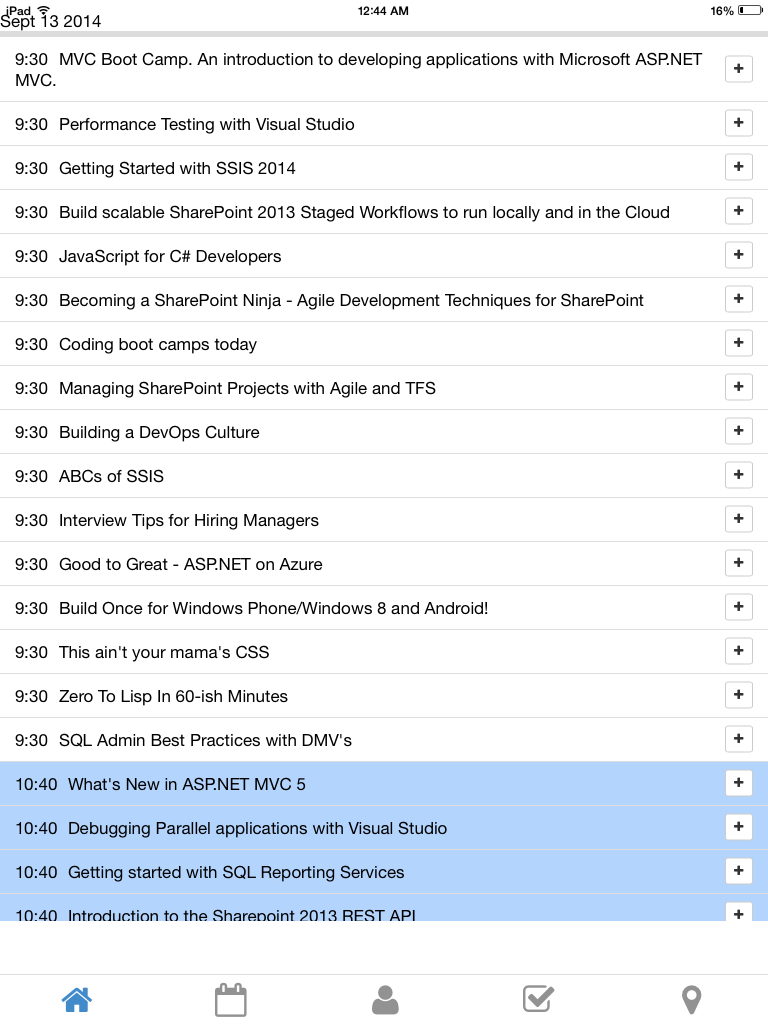 iPad 12:44 AM 16%
Sept 13 2014
9:30 MVC Boot Camp. An introduction to developing applications with Microsoft ASP.NET
MVC.
9:30 Performance Testing with Visual Studio
9:30 Getting Started with SSIS 2014
9:30 Build scalable SharePoint 2013 Staged Workflows to run locally and in the Cloud
9:30 JavaScript for C# Developers
9:30 Becoming a SharePoint Ninja - Agile Development Techniques for SharePoint
9:30 Coding boot camps today
9:30 Managing SharePoint Projects with Agile and TFS
9:30 Building a DevOps Culture
9:30 ABCs of SSIS
9:30 Interview Tips for Hiring Managers
9:30 Good to Great - ASP.NET on Azure
9:30 Build Once for Windows Phone/Windows 8 and Android!
9:30 This ain't your mama's CSS
9:30 Zero To Lisp In 60-ish Minutes
9:30 SQL Admin Best Practices with DMV's
10:40 What's New in ASP.NET MVC 5
10:40 Debugging Parallel applications with Visual Studio
10:40 Getting started with SQL Reporting Services
10:40 Introduction to the Sharepoint 2013 REST API